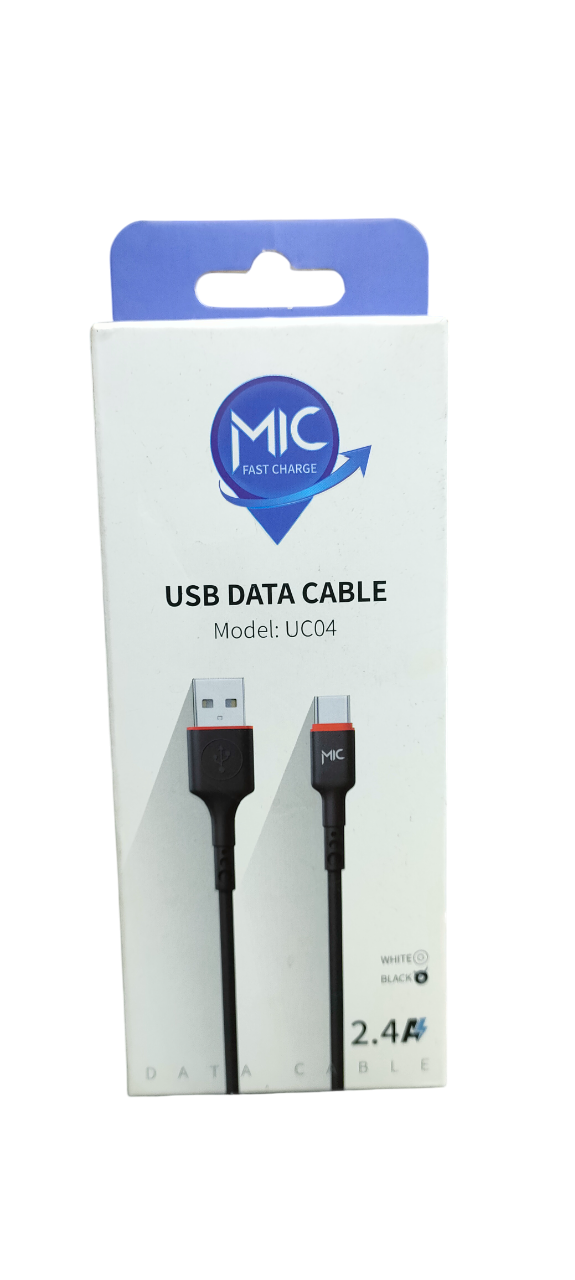 MIC
FAST CHARGE
USB DATA CABLE
Model: UC04
MIC
WHITE
BLACK
2.4A
DATA CABLE